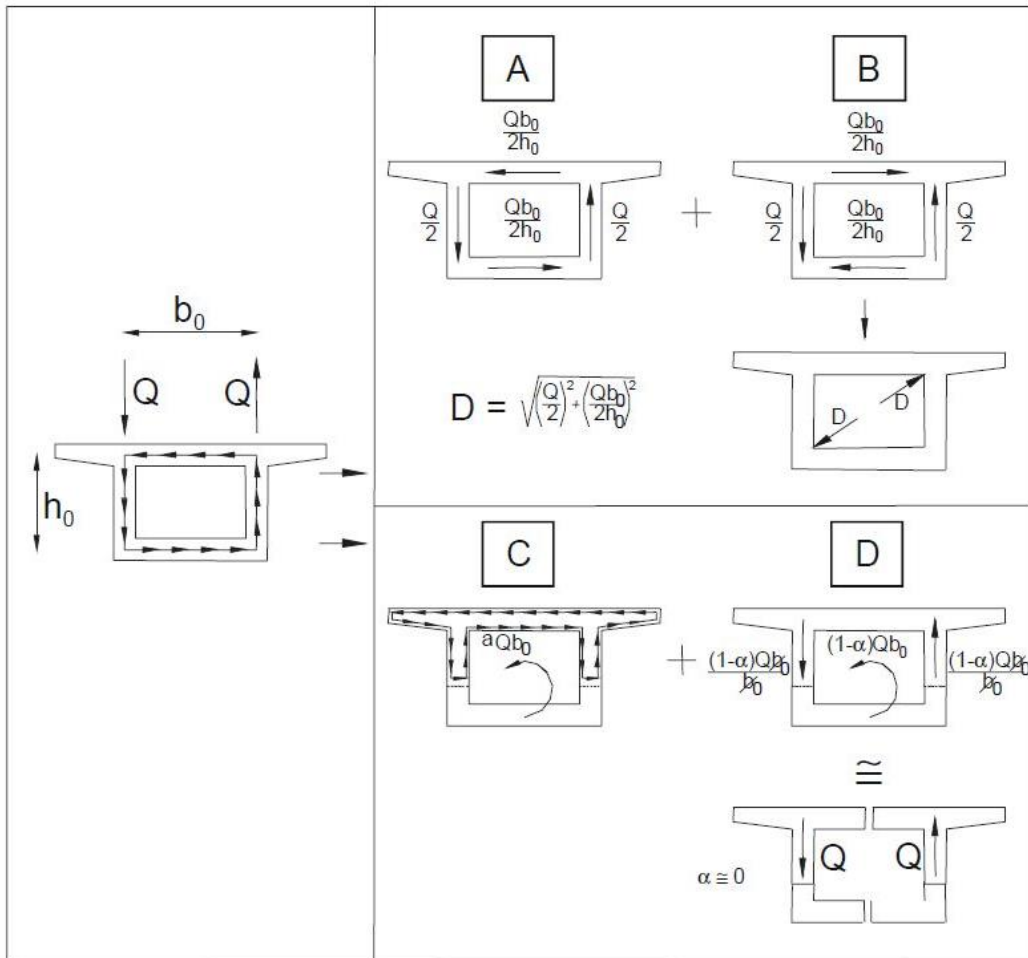 b₀
Q Q
h₀
A
Qb₀/2h₀
Q/2 Qb₀/2h₀ Q/2
+
B
Qb₀/2h₀
Q/2 Qb₀/2h₀ Q/2
D = √((Q/2)² + (Qb₀/2h₀)²)
D D
C
aQb₀
+
D
(1-α)Qb₀/b₀ (1-α)Qb₀ (1-α)Qb₀/b₀
≅
Q Q
α ≅ 0